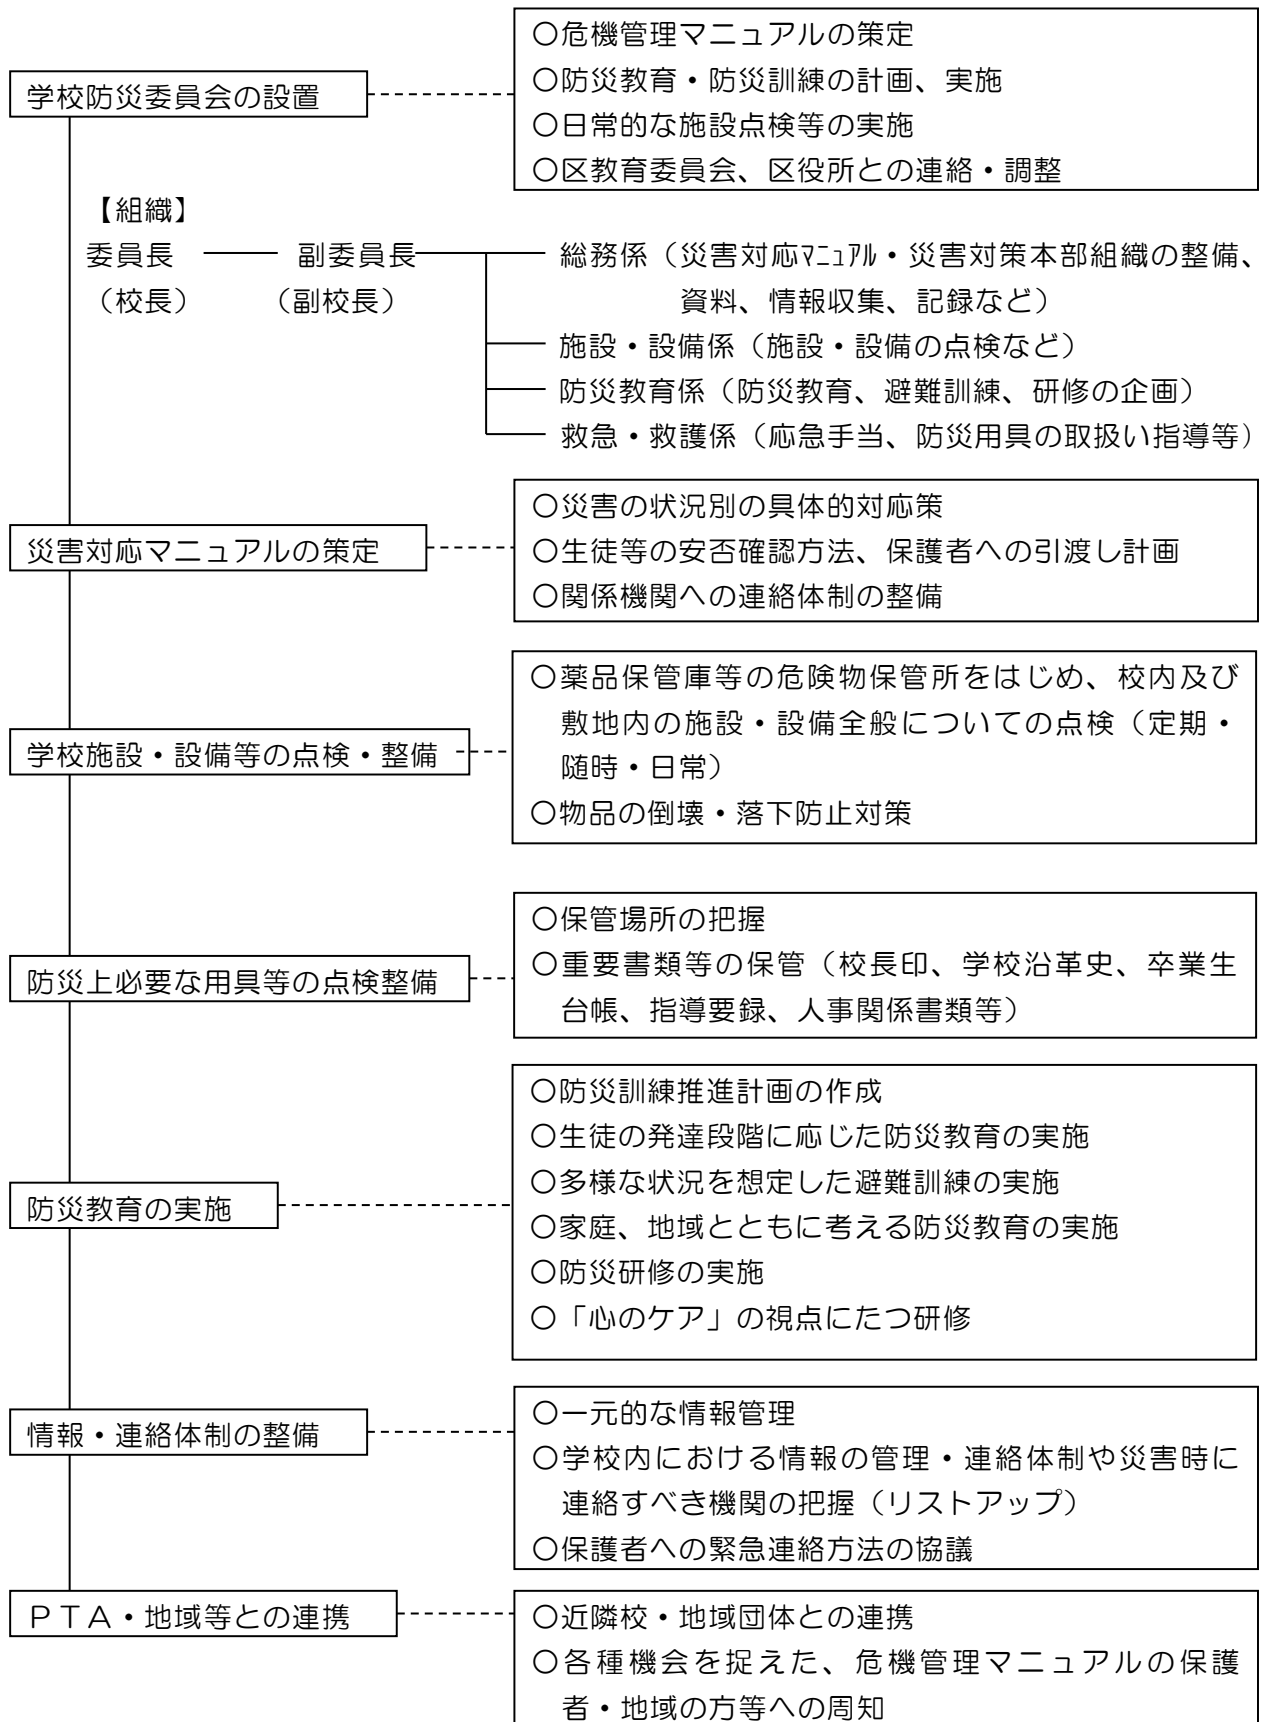 学校防災委員会の設置
○危機管理マニュアルの策定
○防災教育・防災訓練の計画、実施
○日常的な施設点検等の実施
○区教育委員会、区役所との連絡・調整
【組織】
委員長 副委員長 総務係（災害対応ﾏﾆｭｱﾙ・災害対策本部組織の整備、
（校長） （副校長） 資料、情報収集、記録など）
施設・設備係（施設・設備の点検など）
防災教育係（防災教育、避難訓練、研修の企画）
救急・救護係（応急手当、防災用具の取扱い指導等）
災害対応マニュアルの策定
○災害の状況別の具体的対応策
○生徒等の安否確認方法、保護者への引渡し計画
○関係機関への連絡体制の整備
学校施設・設備等の点検・整備
○薬品保管庫等の危険物保管所をはじめ、校内及び
敷地内の施設・設備全般についての点検（定期・
随時・日常）
○物品の倒壊・落下防止対策
防災上必要な用具等の点検整備
○保管場所の把握
○重要書類等の保管（校長印、学校沿革史、卒業生
台帳、指導要録、人事関係書類等）
防災教育の実施
○防災訓練推進計画の作成
○生徒の発達段階に応じた防災教育の実施
○多様な状況を想定した避難訓練の実施
○家庭、地域とともに考える防災教育の実施
○防災研修の実施
○「心のケア」の視点にたつ研修
情報・連絡体制の整備
○一元的な情報管理
○学校内における情報の管理・連絡体制や災害時に
連絡すべき機関の把握（リストアップ）
○保護者への緊急連絡方法の協議
ＰＴＡ・地域等との連携
○近隣校・地域団体との連携
○各種機会を捉えた、危機管理マニュアルの保護
者・地域の方等への周知